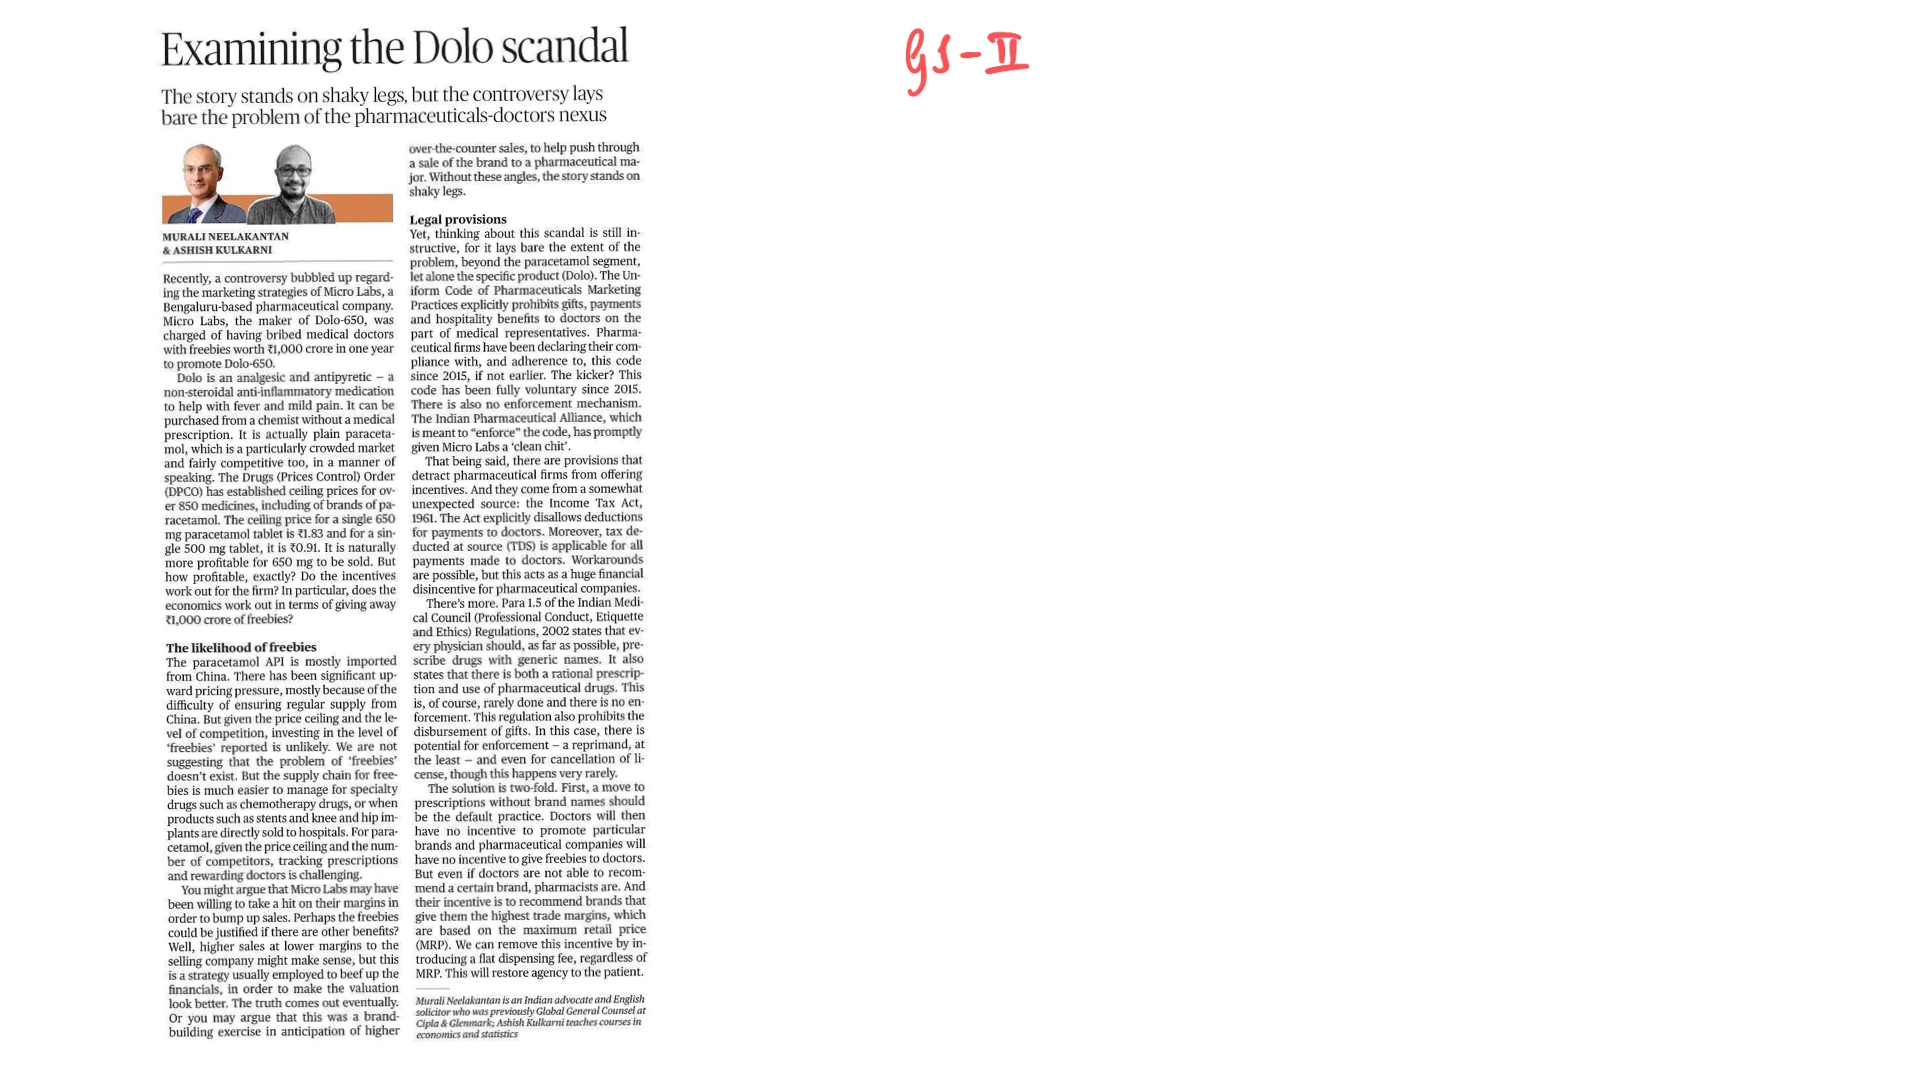 Examining the Dolo scandal
The story stands on shaky legs, but the controversy lays
bare the problem of the pharmaceuticals-doctors nexus
MURALI NEELAKANTAN
& ASHISH KULKARNI
Recently, a controversy bubbled up regard-
ing the marketing strategies of Micro Labs, a
Bengaluru-based pharmaceutical company.
Micro Labs, the maker of Dolo-650, was
charged of having bribed medical doctors
with freebies worth ₹1,000 crore in one year
to promote Dolo-650.
Dolo is an analgesic and antipyretic – a
non-steroidal anti-inflammatory medication
to help with fever and mild pain. It can be
purchased from a chemist without a medical
prescription. It is actually plain paraceta-
mol, which is a particularly crowded market
and fairly competitive too, in a manner of
speaking. The Drugs (Prices Control) Order
(DPCO) has established ceiling prices for ov-
er 850 medicines, including of brands of pa-
racetamol. The ceiling price for a single 650
mg paracetamol tablet is ₹1.83 and for a sin-
gle 500 mg tablet, it is ₹0.91. It is naturally
more profitable for 650 mg to be sold. But
how profitable, exactly? Do the incentives
work out for the firm? In particular, does the
economics work out in terms of giving away
₹1,000 crore of freebies?
The likelihood of freebies
The paracetamol API is mostly imported
from China. There has been significant up-
ward pricing pressure, mostly because of the
difficulty of ensuring regular supply from
China. But given the price ceiling and the le-
vel of competition, investing in the level of
‘freebies’ reported is unlikely. We are not
suggesting that the problem of ‘freebies’
doesn’t exist. But the supply chain for free-
bies is much easier to manage for specialty
drugs such as chemotherapy drugs, or when
products such as stents and knee and hip im-
plants are directly sold to hospitals. For para-
cetamol, given the price ceiling and the num-
ber of competitors, tracking prescriptions
and rewarding doctors is challenging.
You might argue that Micro Labs may have
been willing to take a hit on their margins in
order to bump up sales. Perhaps the freebies
could be justified if there are other benefits?
Well, higher sales at lower margins to the
selling company might make sense, but this
is a strategy usually employed to beef up the
financials, in order to make the valuation
look better. The truth comes out eventually.
Or you may argue that this was a brand-
building exercise in anticipation of higher
over-the-counter sales, to help push through
a sale of the brand to a pharmaceutical ma-
jor. Without these angles, the story stands on
shaky legs.
Legal provisions
Yet, thinking about this scandal is still in-
structive, for it lays bare the extent of the
problem, beyond the paracetamol segment,
let alone the specific product (Dolo). The Un-
iform Code of Pharmaceuticals Marketing
Practices explicitly prohibits gifts, payments
and hospitality benefits to doctors on the
part of medical representatives. Pharma-
ceutical firms have been declaring their com-
pliance with, and adherence to, this code
since 2015, if not earlier. The kicker? This
code has been fully voluntary since 2015.
There is also no enforcement mechanism.
The Indian Pharmaceutical Alliance, which
is meant to “enforce” the code, has promptly
given Micro Labs a ‘clean chit’.
That being said, there are provisions that
detract pharmaceutical firms from offering
incentives. And they come from a somewhat
unexpected source: the Income Tax Act,
1961. The Act explicitly disallows deductions
for payments to doctors. Moreover, tax de-
ducted at source (TDS) is applicable for all
payments made to doctors. Workarounds
are possible, but this acts as a huge financial
disincentive for pharmaceutical companies.
There’s more. Para 1.5 of the Indian Medi-
cal Council (Professional Conduct, Etiquette
and Ethics) Regulations, 2002 states that ev-
ery physician should, as far as possible, pre-
scribe drugs with generic names. It also
states that there is both a rational prescrip-
tion and use of pharmaceutical drugs. This
is, of course, rarely done and there is no en-
forcement. This regulation also prohibits the
disbursement of gifts. In this case, there is
potential for enforcement – a reprimand, at
the least – and even for cancellation of li-
cense, though this happens very rarely.
The solution is two-fold. First, a move to
prescriptions without brand names should
be the default practice. Doctors will then
have no incentive to promote particular
brands and pharmaceutical companies will
have no incentive to give freebies to doctors.
But even if doctors are not able to recom-
mend a certain brand, pharmacists are. And
their incentive is to recommend brands that
give them the highest trade margins, which
are based on the maximum retail price
(MRP). We can remove this incentive by in-
troducing a flat dispensing fee, regardless of
MRP. This will restore agency to the patient.
Murali Neelakantan is an Indian advocate and English
solicitor who was previously Global General Counsel at
Cipla & Glenmark; Ashish Kulkarni teaches courses in
economics and statistics
GS-II